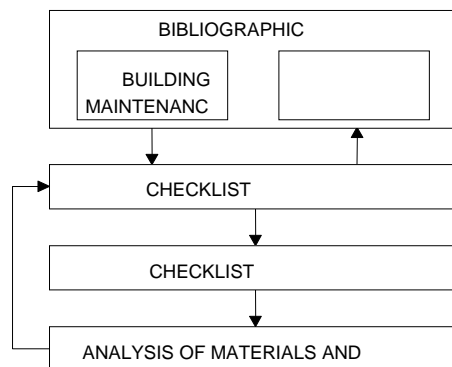 BIBLIOGRAPHIC
BUILDING
MAINTENANC
CHECKLIST
CHECKLIST
ANALYSIS OF MATERIALS AND